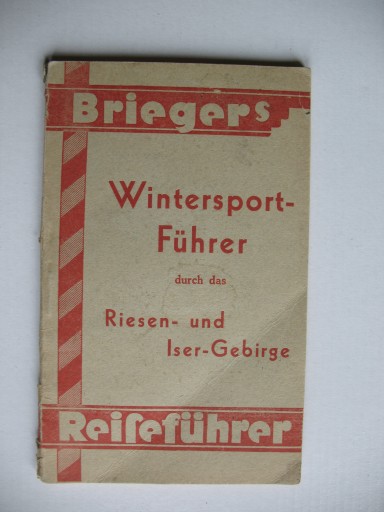 Briegers
Wintersport-
Führer
durch das
Riesen- und
Iser-Gebirge
Reiſeführer